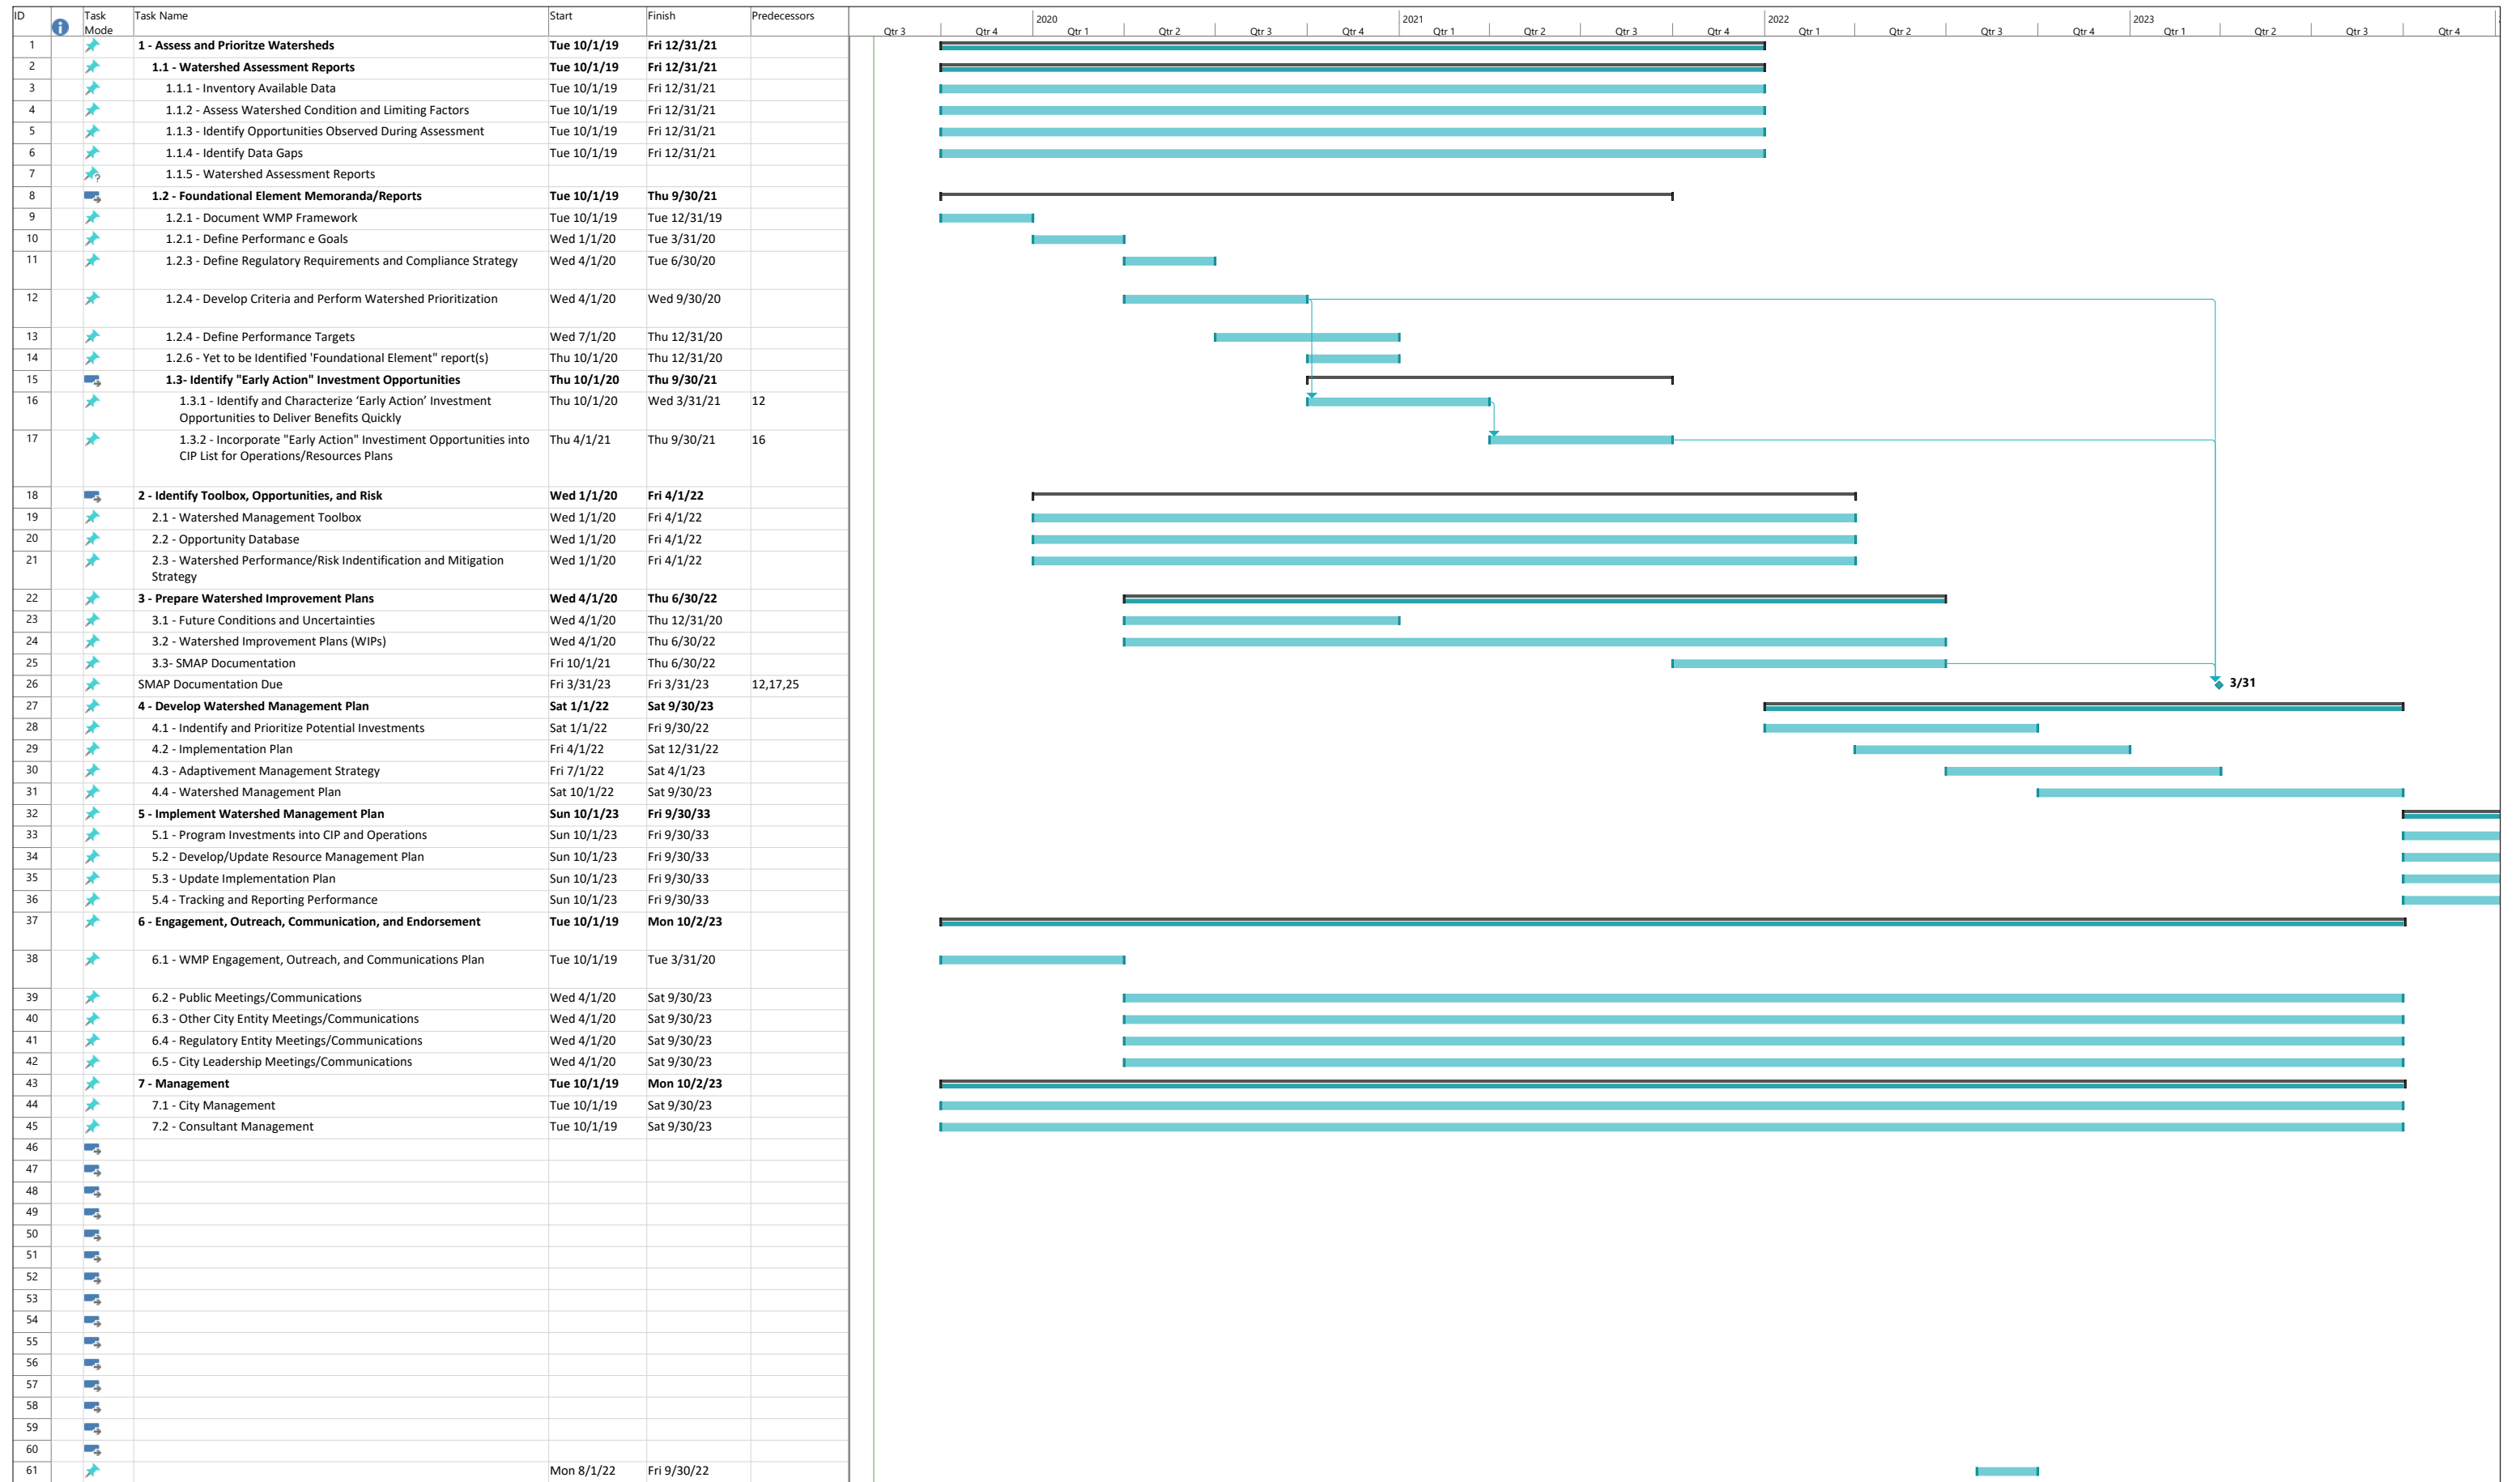 ID Task Mode Task Name Start Finish Predecessors
2020 2021 2022 2023
Qtr 3 Qtr 4 Qtr 1 Qtr 2 Qtr 3 Qtr 4 Qtr 1 Qtr 2 Qtr 3 Qtr 4 Qtr 1 Qtr 2 Qtr 3 Qtr 4 Qtr 1 Qtr 2 Qtr 3 Qtr 4
1 1 - Assess and Prioritze Watersheds Tue 10/1/19 Fri 12/31/21
2 1.1 - Watershed Assessment Reports Tue 10/1/19 Fri 12/31/21
3 1.1.1 - Inventory Available Data Tue 10/1/19 Fri 12/31/21
4 1.1.2 - Assess Watershed Condition and Limiting Factors Tue 10/1/19 Fri 12/31/21
5 1.1.3 - Identify Opportunities Observed During Assessment Tue 10/1/19 Fri 12/31/21
6 1.1.4 - Identify Data Gaps Tue 10/1/19 Fri 12/31/21
7 1.1.5 - Watershed Assessment Reports
8 1.2 - Foundational Element Memoranda/Reports Tue 10/1/19 Thu 9/30/21
9 1.2.1 - Document WMP Framework Tue 10/1/19 Tue 12/31/19
10 1.2.1 - Define Performanc e Goals Wed 1/1/20 Tue 3/31/20
11 1.2.3 - Define Regulatory Requirements and Compliance Strategy Wed 4/1/20 Tue 6/30/20
12 1.2.4 - Develop Criteria and Perform Watershed Prioritization Wed 4/1/20 Wed 9/30/20
13 1.2.4 - Define Performance Targets Wed 7/1/20 Thu 12/31/20
14 1.2.6 - Yet to be Identified 'Foundational Element" report(s) Thu 10/1/20 Thu 12/31/20
15 1.3- Identify "Early Action" Investment Opportunities Thu 10/1/20 Thu 9/30/21
16 1.3.1 - Identify and Characterize ‘Early Action’ Investment Thu 10/1/20 Wed 3/31/21 12
Opportunities to Deliver Benefits Quickly
17 1.3.2 - Incorporate "Early Action" Investiment Opportunities into Thu 4/1/21 Thu 9/30/21 16
CIP List for Operations/Resources Plans
18 2 - Identify Toolbox, Opportunities, and Risk Wed 1/1/20 Fri 4/1/22
19 2.1 - Watershed Management Toolbox Wed 1/1/20 Fri 4/1/22
20 2.2 - Opportunity Database Wed 1/1/20 Fri 4/1/22
21 2.3 - Watershed Performance/Risk Indentification and Mitigation Wed 1/1/20 Fri 4/1/22
Strategy
22 3 - Prepare Watershed Improvement Plans Wed 4/1/20 Thu 6/30/22
23 3.1 - Future Conditions and Uncertainties Wed 4/1/20 Thu 12/31/20
24 3.2 - Watershed Improvement Plans (WIPs) Wed 4/1/20 Thu 6/30/22
25 3.3- SMAP Documentation Fri 10/1/21 Thu 6/30/22
26 SMAP Documentation Due Fri 3/31/23 Fri 3/31/23 12,17,25 3/31
27 4 - Develop Watershed Management Plan Sat 1/1/22 Sat 9/30/23
28 4.1 - Indentify and Prioritize Potential Investments Sat 1/1/22 Fri 9/30/22
29 4.2 - Implementation Plan Fri 4/1/22 Sat 12/31/22
30 4.3 - Adaptivement Management Strategy Fri 7/1/22 Sat 4/1/23
31 4.4 - Watershed Management Plan Sat 10/1/22 Sat 9/30/23
32 5 - Implement Watershed Management Plan Sun 10/1/23 Fri 9/30/33
33 5.1 - Program Investments into CIP and Operations Sun 10/1/23 Fri 9/30/33
34 5.2 - Develop/Update Resource Management Plan Sun 10/1/23 Fri 9/30/33
35 5.3 - Update Implementation Plan Sun 10/1/23 Fri 9/30/33
36 5.4 - Tracking and Reporting Performance Sun 10/1/23 Fri 9/30/33
37 6 - Engagement, Outreach, Communication, and Endorsement Tue 10/1/19 Mon 10/2/23
38 6.1 - WMP Engagement, Outreach, and Communications Plan Tue 10/1/19 Tue 3/31/20
39 6.2 - Public Meetings/Communications Wed 4/1/20 Sat 9/30/23
40 6.3 - Other City Entity Meetings/Communications Wed 4/1/20 Sat 9/30/23
41 6.4 - Regulatory Entity Meetings/Communications Wed 4/1/20 Sat 9/30/23
42 6.5 - City Leadership Meetings/Communications Wed 4/1/20 Sat 9/30/23
43 7 - Management Tue 10/1/19 Mon 10/2/23
44 7.1 - City Management Tue 10/1/19 Sat 9/30/23
45 7.2 - Consultant Management Tue 10/1/19 Sat 9/30/23
46
47
48
49
50
51
52
53
54
55
56
57
58
59
60
61 Mon 8/1/22 Fri 9/30/22